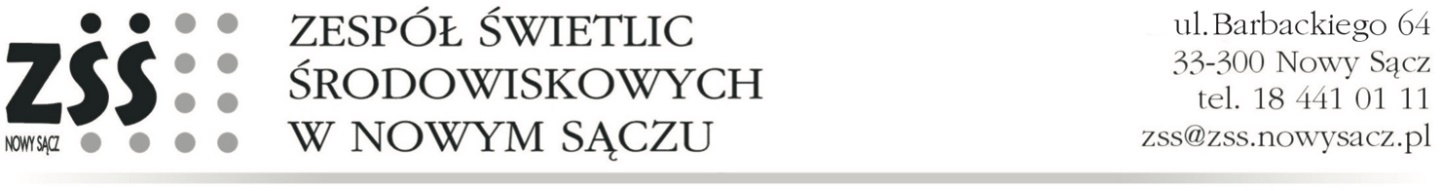 zśś
NOWY SĄCZ
ZESPÓŁ ŚWIETLIC
ŚRODOWISKOWYCH
W NOWYM SĄCZU
ul.Barbackiego 64
33-300 Nowy Sącz
tel. 18 441 01 11
zss@zss.nowysacz.pl